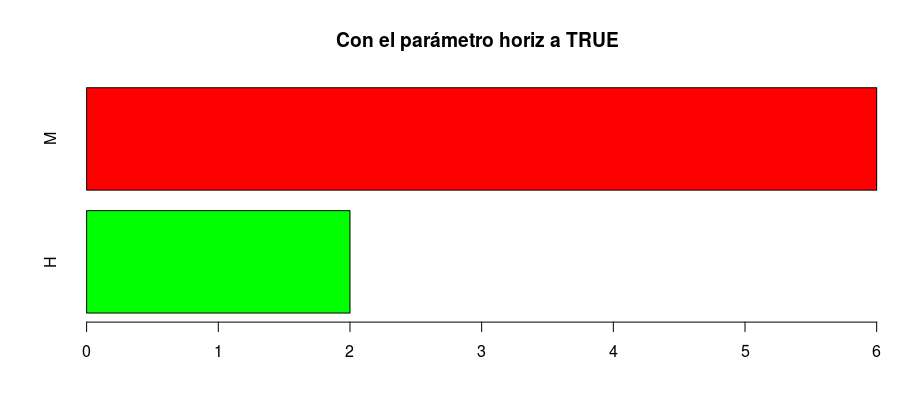 Con el parámetro horiz a TRUE
M
H
0 1 2 3 4 5 6